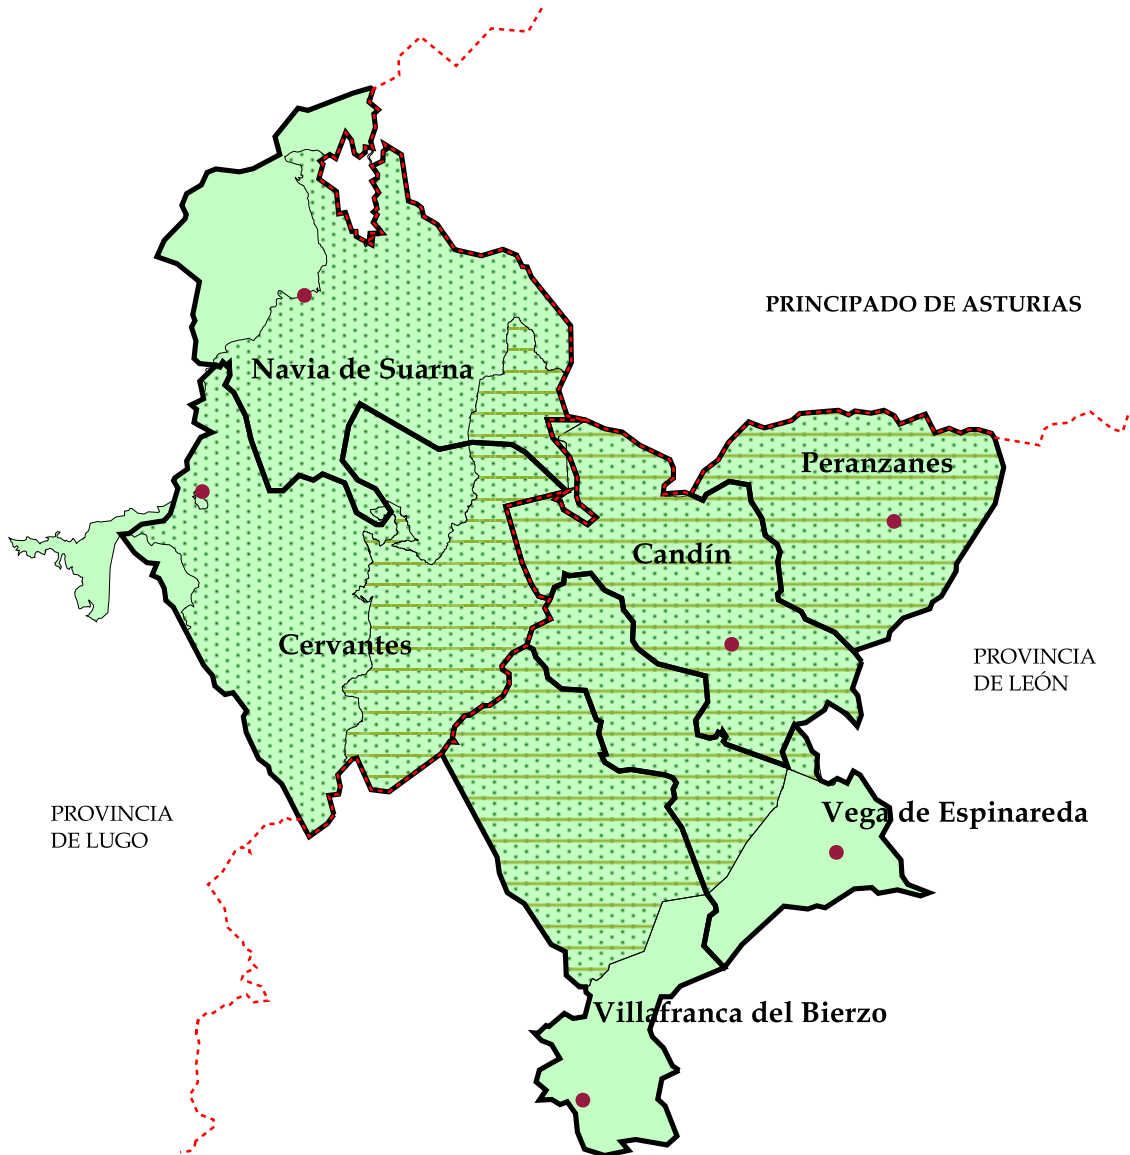 PRINCIPADO DE ASTURIAS
Navia de Suarna
Peranzanes
Candín
Cervantes
PROVINCIA
DE LEÓN
PROVINCIA
DE LUGO
Vega de Espinareda
Villafranca del Bierzo